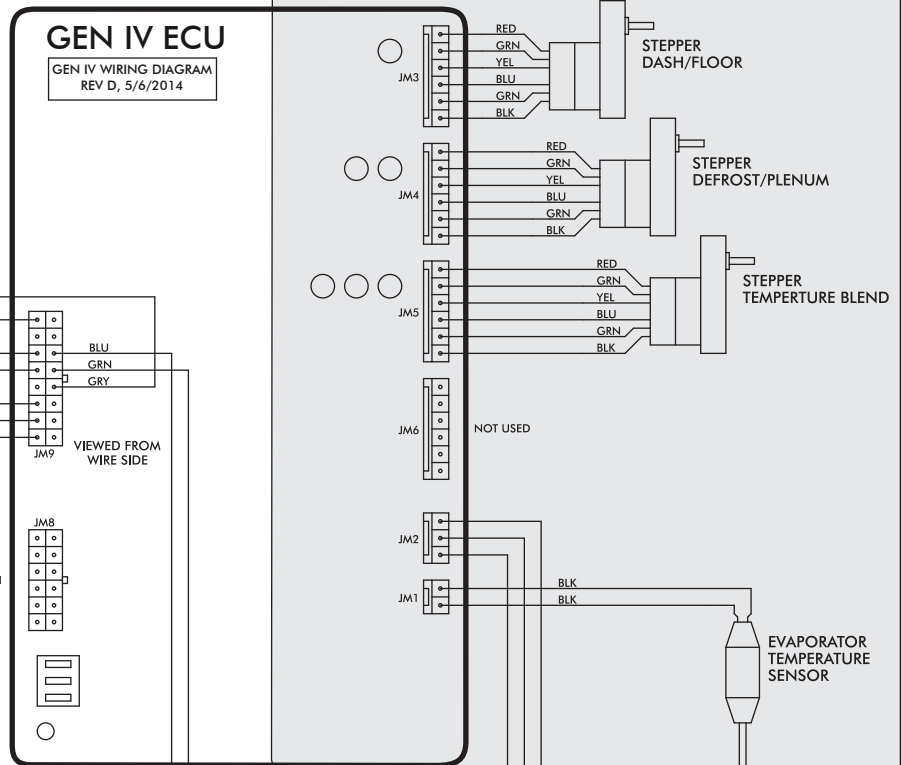 GEN IV ECU
GEN IV WIRING DIAGRAM
REV D, 5/6/2014
JM3
RED
GRN
YEL
BLU
GRN
BLK
STEPPER
DASH/FLOOR
JM4
RED
GRN
YEL
BLU
GRN
BLK
STEPPER
DEFROST/PLENUM
JM5
RED
GRN
YEL
BLU
GRN
BLK
STEPPER
TEMPERTURE BLEND
BLU
GRN
GRY
JM9
VIEWED FROM
WIRE SIDE
JM6
NOT USED
JM8
JM2
JM1
BLK
BLK
EVAPORATOR
TEMPERATURE
SENSOR